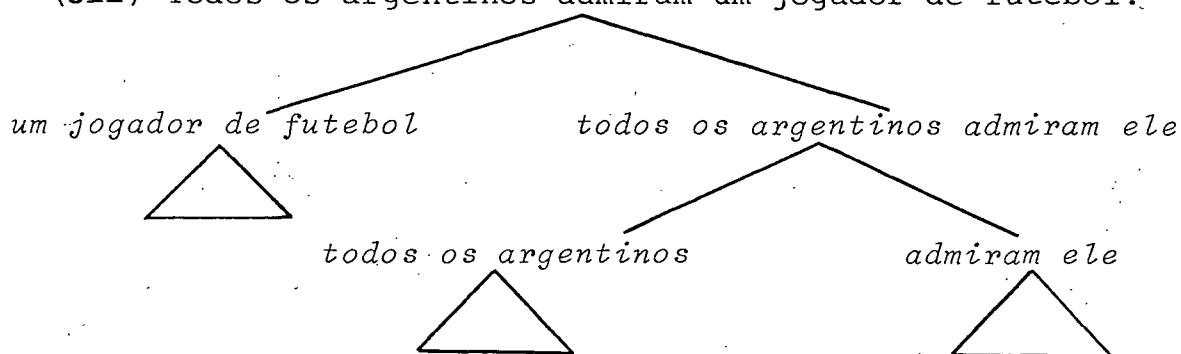 Todos os argentinos admiram um jogador de futebol.
um jogador de futebol todos os argentinos admiram ele
todos os argentinos admiram ele